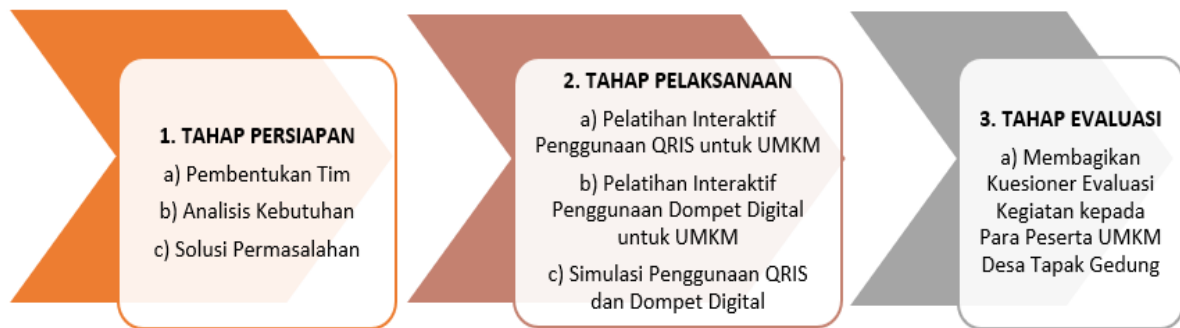 1. TAHAP PERSIAPAN
a) Pembentukan Tim
b) Analisis Kebutuhan
c) Solusi Permasalahan
2. TAHAP PELAKSANAAN
a) Pelatihan Interaktif
Penggunaan QRIS untuk UMKM
b) Pelatihan Interaktif
Penggunaan Dompet Digital
untuk UMKM
c) Simulasi Penggunaan QRIS
dan Dompet Digital
3. TAHAP EVALUASI
a) Membagikan
Kuesioner Evaluasi
Kegiatan kepada
Para Peserta UMKM
Desa Tapak Gedung